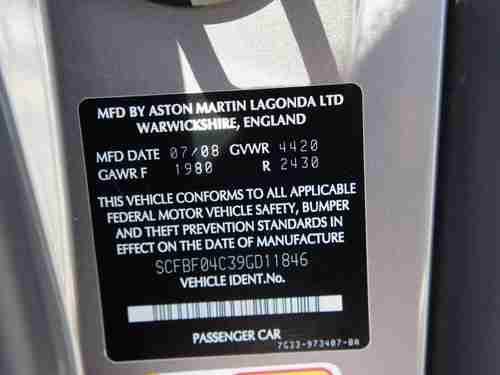 MFD BY ASTON MARTIN LAGONDA LTD
WARWICKSHIRE, ENGLAND
MFD DATE 07/08 GVWR 4420
GAWR F 1980 R 2430
THIS VEHICLE CONFORMS TO ALL APPLICABLE
FEDERAL MOTOR VEHICLE SAFETY, BUMPER
AND THEFT PREVENTION STANDARDS IN
EFFECT ON THE DATE OF MANUFACTURE
SCFBF04C39GD11846
VEHICLE IDENT.No.
PASSENGER CAR
7G33-973407-BA